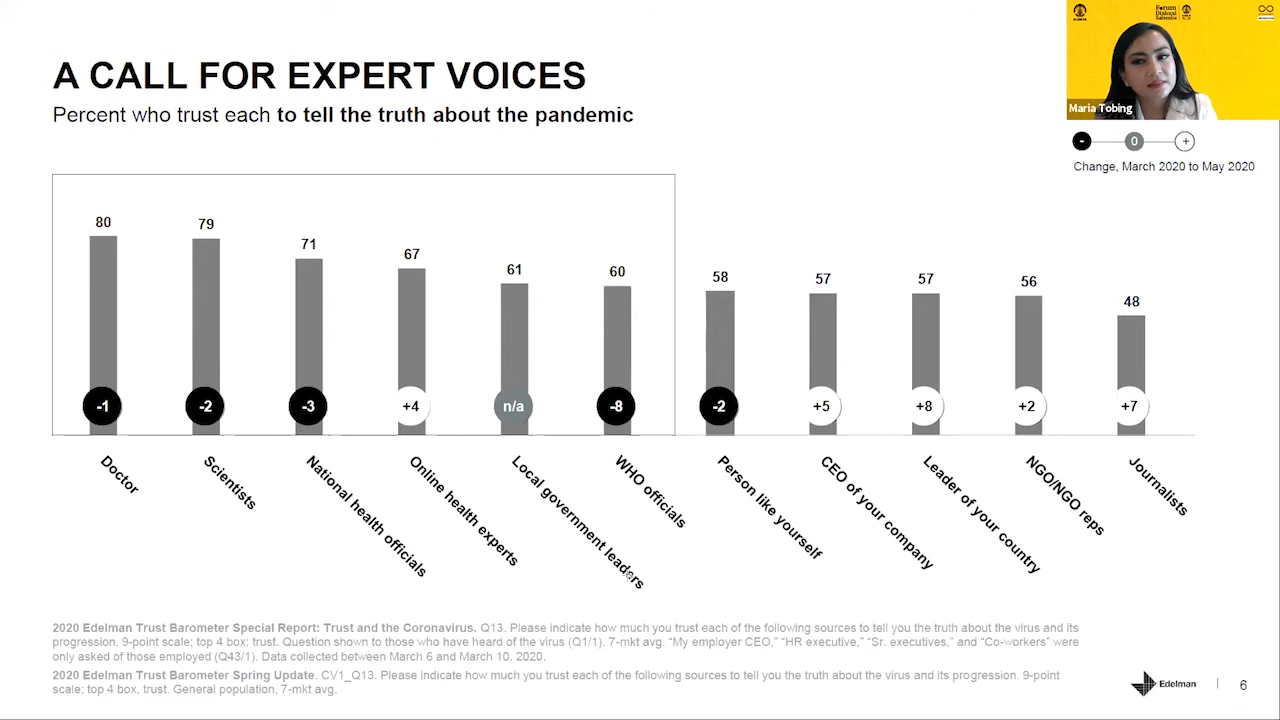 A CALL FOR EXPERT VOICES
Percent who trust each to tell the truth about the pandemic
Forum
Diskusi
Salemba
Maria Tobing
- 0 +
Change, March 2020 to May 2020
80 79 71 67 61 60 58 57 57 56 48
-1 -2 -3 +4 n/a -8 -2 +5 +8 +2 +7
Doctor
Scientists
National health officials
Online health experts
Local government leaders
WHO officials
Person like yourself
CEO of your company
Leader of your country
NGO/NGO reps
Journalists
2020 Edelman Trust Barometer Special Report: Trust and the Coronavirus. Q13. Please indicate how much you trust each of the following sources to tell you the truth about the virus and its
progression. 9-point scale; top 4 box; trust. Question shown to those who have heard of the virus (Q1/1). 7-mkt avg. “My employer CEO,” “HR executive,” “Sr. executives,” and “Co-workers” were
only asked of those employed (Q43/1). Data collected between March 6 and March 10, 2020.
2020 Edelman Trust Barometer Spring Update. CV1_Q13. Please indicate how much you trust each of the following sources to tell you the truth about the virus and its progression. 9-point
scale; top 4 box, trust. General population, 7-mkt avg.
Edelman | 6